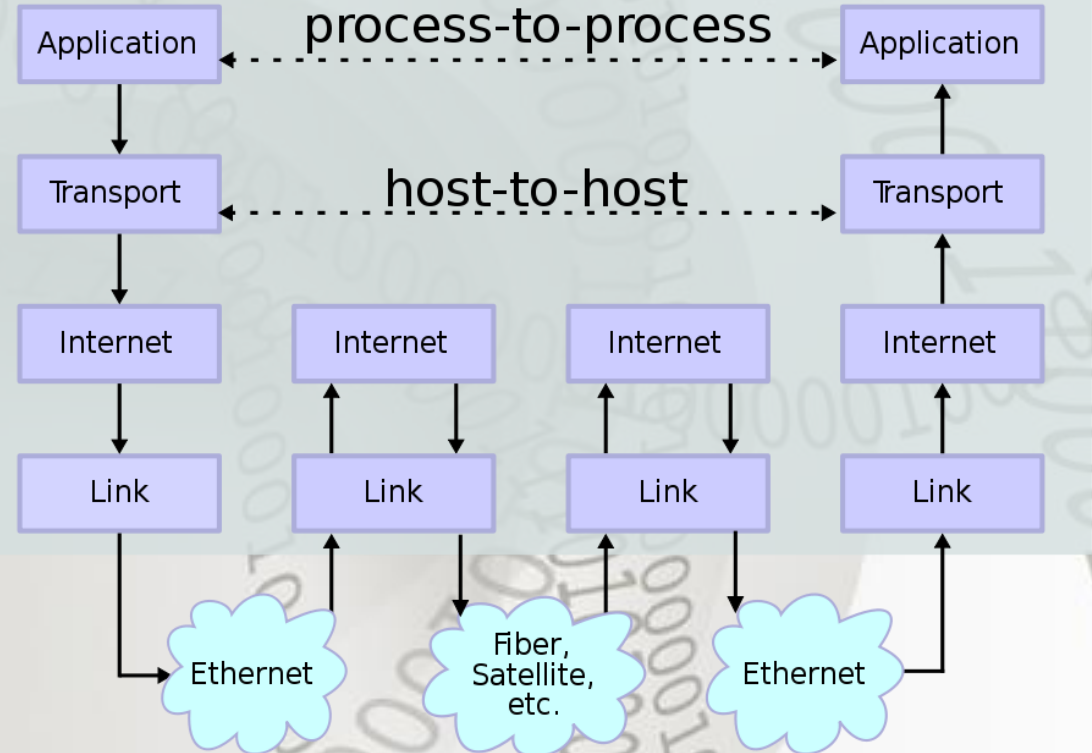 process-to-process
Application
Application
host-to-host
Transport
Transport
Internet
Internet
Internet
Internet
Link
Link
Link
Link
Ethernet
Fiber,
Satellite,
etc.
Ethernet